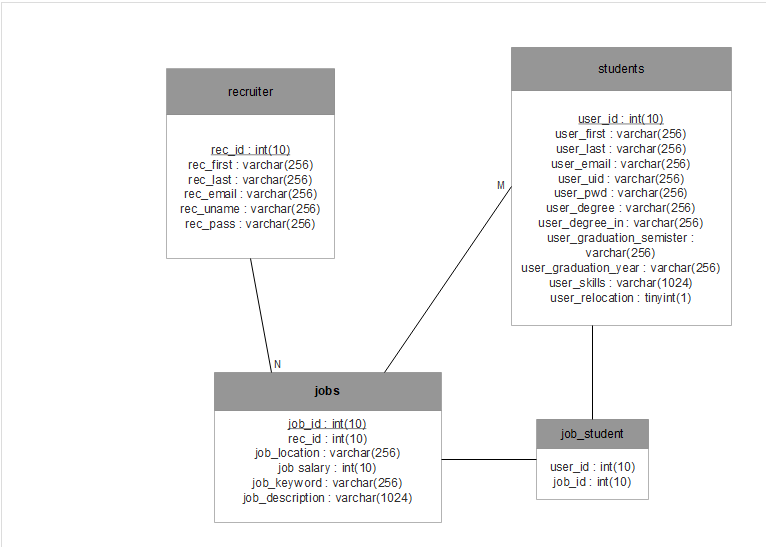 recruiter
rec_id : int(10)
rec_first : varchar(256)
rec_last : varchar(256)
rec_email : varchar(256)
rec_uname : varchar(256)
rec_pass : varchar(256)
students
user_id : int(10)
user_first : varchar(256)
user_last : varchar(256)
user_email : varchar(256)
user_uid : varchar(256)
user_pwd : varchar(256)
user_degree : varchar(256)
user_degree_in : varchar(256)
user_graduation_semister :
varchar(256)
user_graduation_year : varchar(256)
user_skills : varchar(1024)
user_relocation : tinyint(1)
M
N
jobs
job_id : int(10)
rec_id : int(10)
job_location : varchar(256)
job salary : int(10)
job_keyword : varchar(256)
job_description : varchar(1024)
job_student
user_id : int(10)
job_id : int(10)